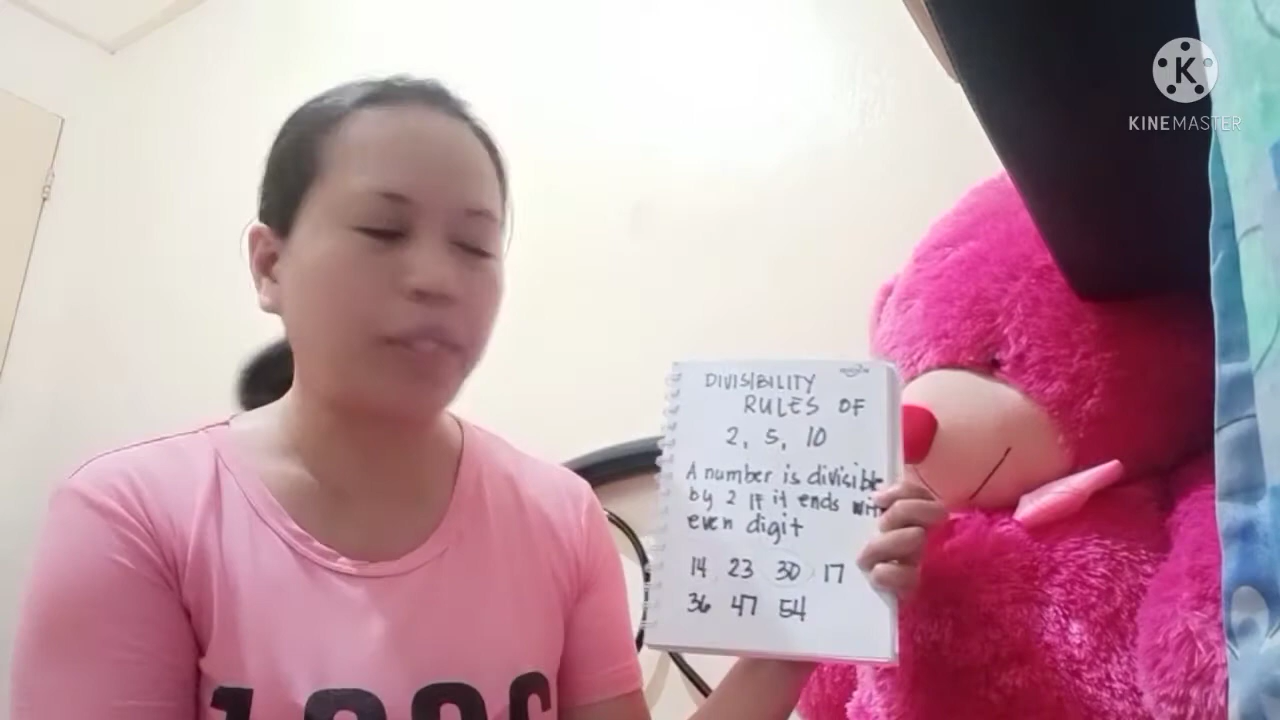 KINEMASTER
DIVISIBILITY
RULES OF
2, 5, 10
A number is divisible
by 2 if it ends with
even digit
14 23 30 17
36 47 54